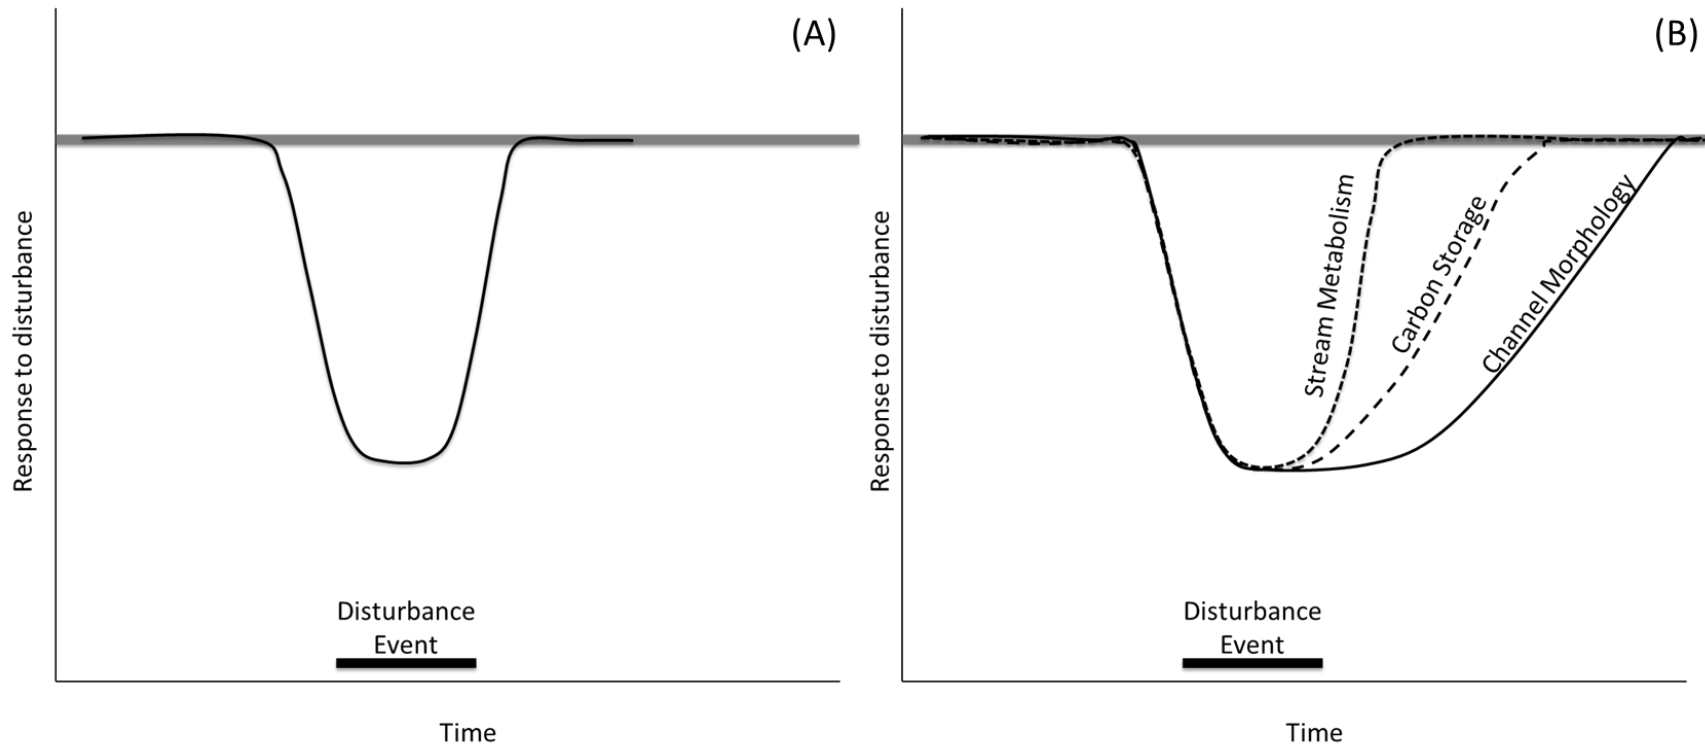 (A)
Response to disturbance
Disturbance
Event
Time
(B)
Response to disturbance
Stream Metabolism
Carbon Storage
Channel Morphology
Disturbance
Event
Time